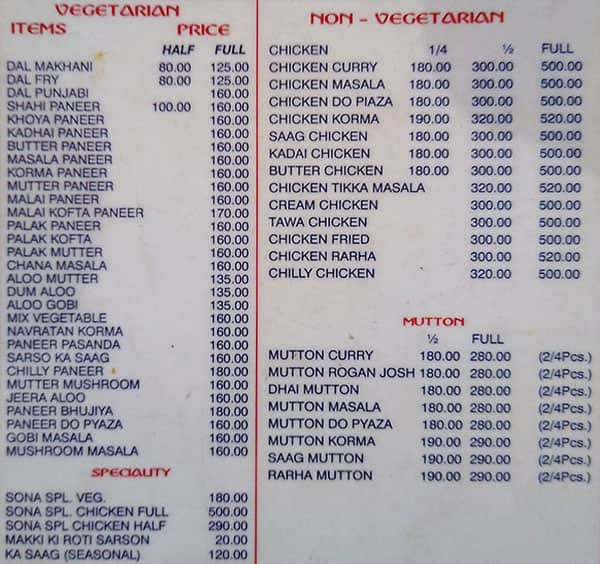 VEGETARIAN
ITEMS PRICE
HALF FULL
DAL MAKHANI 80.00 125.00
DAL FRY 80.00 125.00
DAL PUNJABI 160.00
SHAHI PANEER 100.00 160.00
KHOYA PANEER 160.00
KADHAI PANEER 160.00
BUTTER PANEER 160.00
MASALA PANEER 160.00
KORMA PANEER 160.00
MUTTER PANEER 160.00
MALAI PANEER 160.00
MALAI KOFTA PANEER 170.00
PALAK PANEER 160.00
PALAK KOFTA 160.00
PALAK MUTTER 160.00
CHANA MASALA 160.00
ALOO MUTTER 135.00
DUM ALOO 135.00
ALOO GOBI 135.00
MIX VEGETABLE 160.00
NAVRATAN KORMA 160.00
PANEER PASANDA 160.00
SARSO KA SAAG 160.00
CHILLY PANEER 180.00
MUTTER MUSHROOM 160.00
JEERA ALOO 160.00
PANEER BHUJIYA 180.00
PANEER DO PYAZA 160.00
GOBI MASALA 160.00
MUSHROOM MASALA 160.00
SPECIALITY
SONA SPL. VEG. 180.00
SONA SPL. CHICKEN FULL 500.00
SONA SPL CHICKEN HALF 290.00
MAKKI KI ROTI SARSON 20.00
KA SAAG (SEASONAL) 120.00
NON - VEGETARIAN
CHICKEN 1/4 ½ FULL
CHICKEN CURRY 180.00 300.00 500.00
CHICKEN MASALA 180.00 300.00 500.00
CHICKEN DO PIAZA 180.00 300.00 500.00
CHICKEN KORMA 190.00 320.00 520.00
SAAG CHICKEN 180.00 300.00 500.00
KADAI CHICKEN 180.00 300.00 500.00
BUTTER CHICKEN 180.00 300.00 500.00
CHICKEN TIKKA MASALA 320.00 520.00
CREAM CHICKEN 300.00 500.00
TAWA CHICKEN 300.00 500.00
CHICKEN FRIED 300.00 500.00
CHICKEN RARHA 300.00 520.00
CHILLY CHICKEN 320.00 500.00
MUTTON
½ FULL
MUTTON CURRY 180.00 280.00 (2/4Pcs.)
MUTTON ROGAN JOSH 180.00 280.00 (2/4Pcs.)
DHAI MUTTON 180.00 280.00 (2/4Pcs.)
MUTTON MASALA 180.00 280.00 (2/4Pcs.)
MUTTON DO PYAZA 180.00 280.00 (2/4Pcs.)
MUTTON KORMA 190.00 290.00 (2/4Pcs.)
SAAG MUTTON 190.00 290.00 (2/4Pcs.)
RARHA MUTTON 190.00 290.00 (2/4Pcs.)